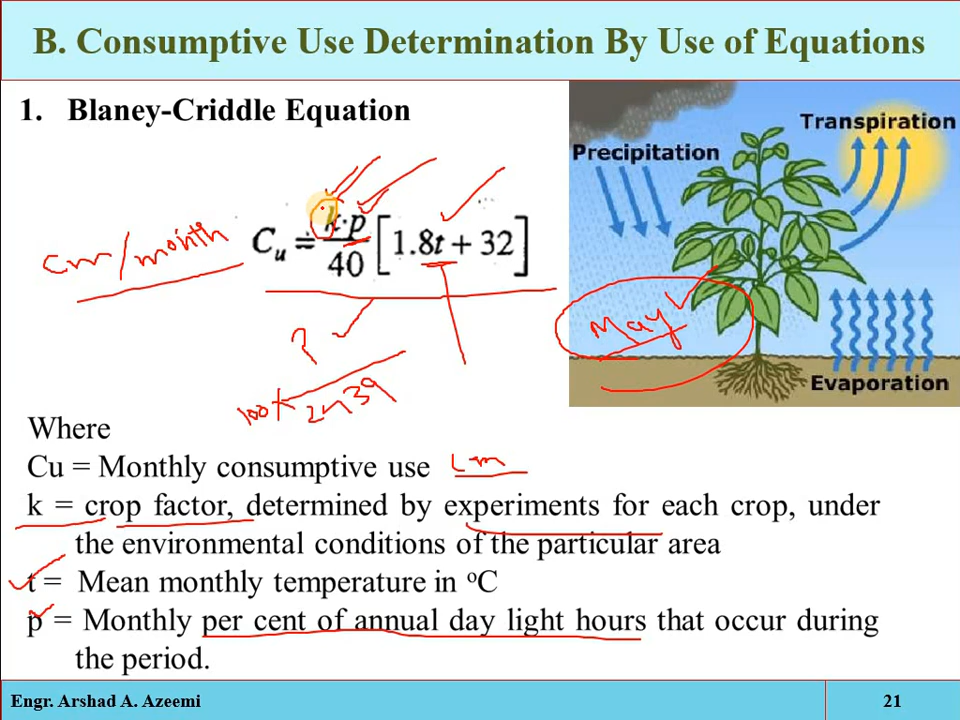 B. Consumptive Use Determination By Use of Equations
1. Blaney-Criddle Equation
Precipitation
Transpiration
cm/month
Cu = k·p/40 [1.8t + 32]
May
Evaporation
Where
Cu = Monthly consumptive use cm
k = crop factor, determined by experiments for each crop, under
the environmental conditions of the particular area
t = Mean monthly temperature in ºC
p = Monthly per cent of annual day light hours that occur during
the period.
Engr. Arshad A. Azeemi
21